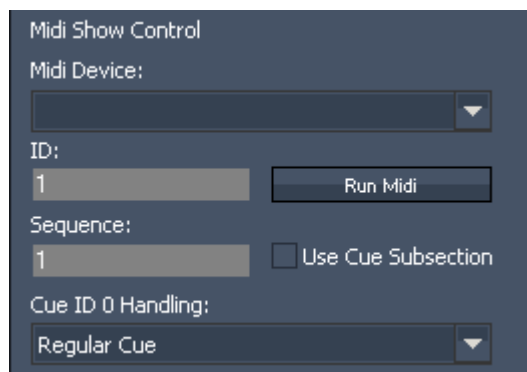 Midi Show Control
Midi Device:
ID:
1
Run Midi
Sequence:
1
Use Cue Subsection
Cue ID 0 Handling:
Regular Cue